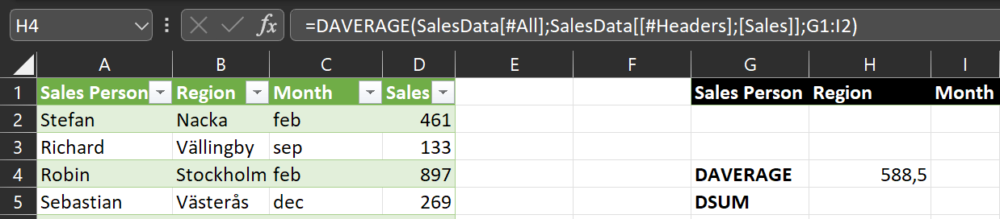 H4 fx =DAVERAGE(SalesData[#All];SalesData[[#Headers];[Sales]];G1:I2)
A B C D E F G H I
1 Sales Person Region Month Sales Sales Person Region Month
2 Stefan Nacka feb 461
3 Richard Vällingby sep 133
4 Robin Stockholm feb 897 DAVERAGE 588,5
5 Sebastian Västerås dec 269 DSUM